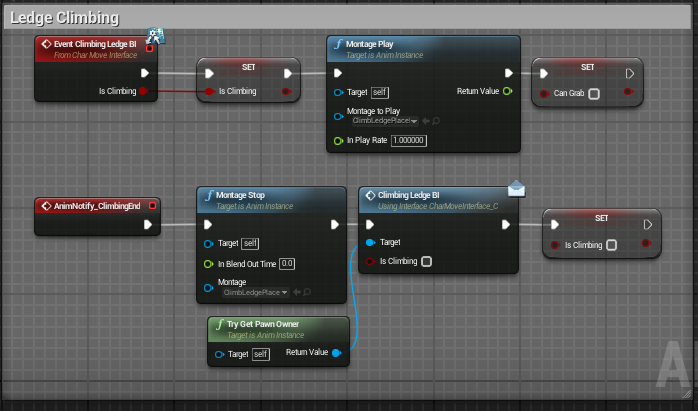 Ledge Climbing
Event Climbing Ledge BI
From Char Move Interface
Is Climbing
SET
Is Climbing
f Montage Play
Target is Anim Instance
Target self
Return Value
Montage to Play
ClimbLedgePlacel
In Play Rate 1.000000
SET
Can Grab
AnimNotify_ClimbingEnd
f Montage Stop
Target is Anim Instance
Target self
In Blend Out Time 0.0
Montage
ClimbLedgePlace
Climbing Ledge BI
Using Interface CharMoveInterface_C
Target
Is Climbing
SET
Is Climbing
f Try Get Pawn Owner
Target is Anim Instance
Target self
Return Value
A